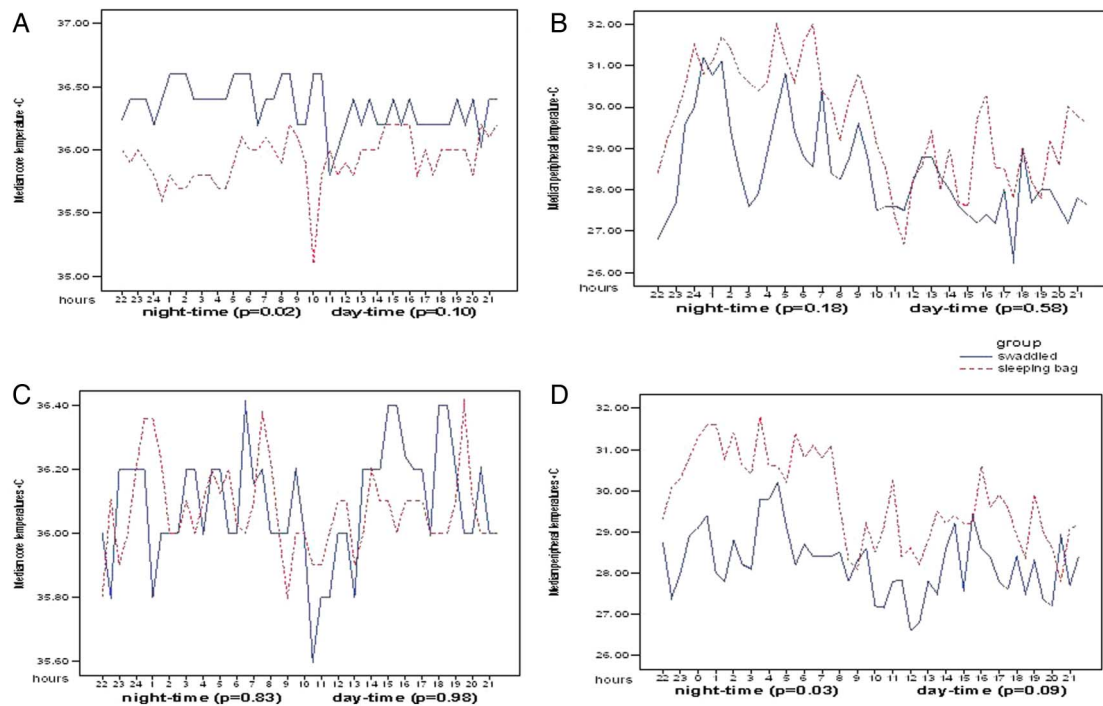 A
Median core temperature °C
37.00
36.50
36.00
35.50
35.00
hours
22 23 24 1 2 3 4 5 6 7 8 9 10 11 12 13 14 15 16 17 18 19 20 21
night-time (p=0.02) day-time (p=0.10)
B
Median peripheral temperature °C
32.00
31.00
30.00
29.00
28.00
27.00
26.00
hours
22 23 24 1 2 3 4 5 6 7 8 9 10 11 12 13 14 15 16 17 18 19 20 21
night-time (p=0.18) day-time (p=0.58)
group
swaddled
sleeping bag
C
Median core temperatures °C
36.40
36.20
36.00
35.80
35.60
hours
22 23 24 1 2 3 4 5 6 7 8 9 10 11 12 13 14 15 16 17 18 19 20 21
night-time (p=0.83) day-time (p=0.98)
D
Median peripheral temperatures °C
32.00
31.00
30.00
29.00
28.00
27.00
26.00
hours
22 23 0 1 2 3 4 5 6 7 8 9 10 11 12 13 14 15 16 17 18 19 20 21
night-time (p=0.03) day-time (p=0.09)